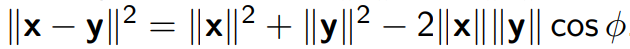 ‖x − y‖² = ‖x‖² + ‖y‖² − 2‖x‖‖y‖ cos ϕ